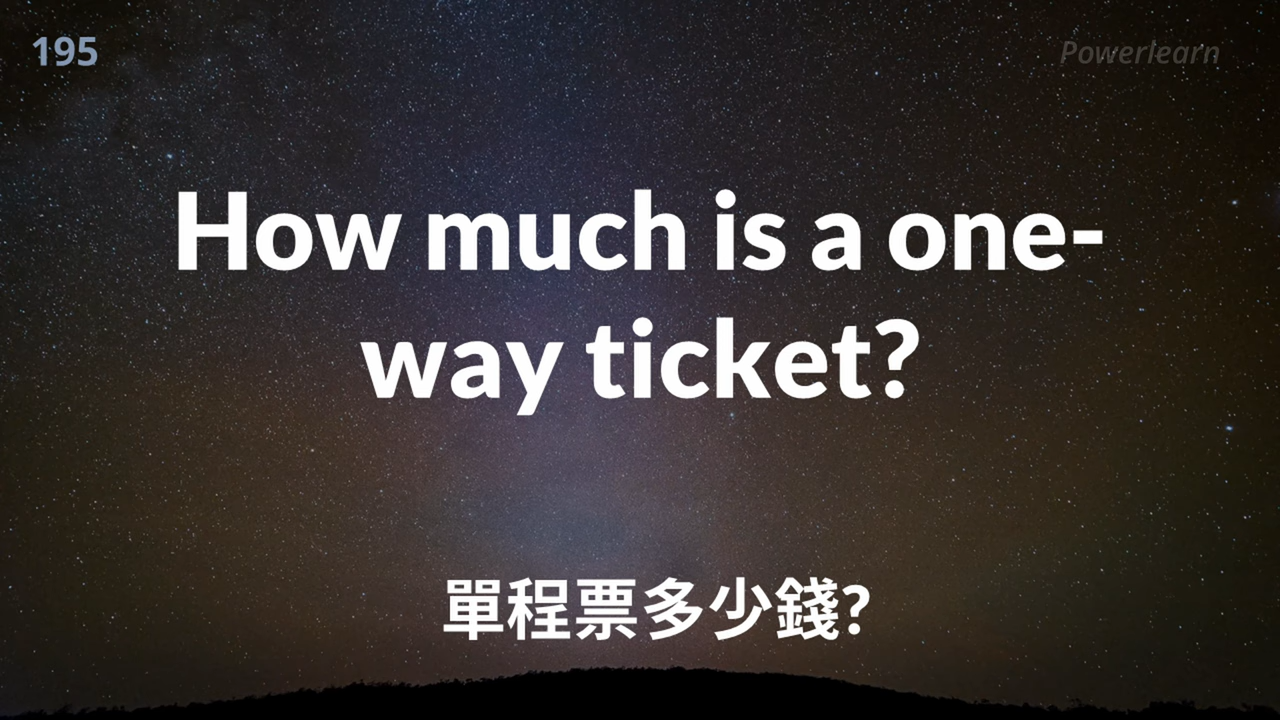 195
Powerlearn
How much is a one-
way ticket?
單程票多少錢?